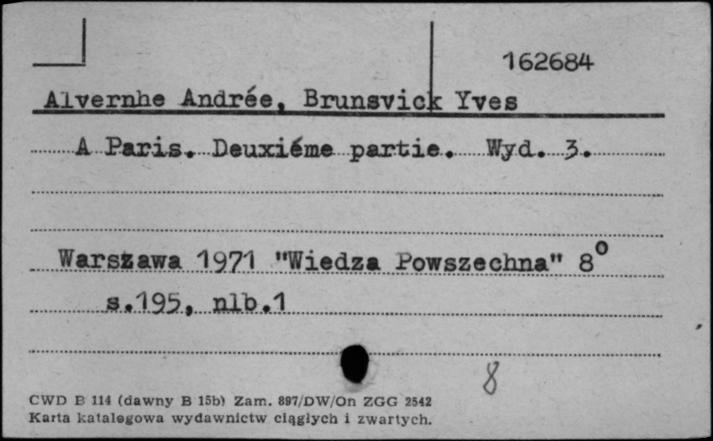 162684
Alvernhe Andrée, Brunsvick Yves
A Paris. Deuxiéme partie. Wyd. 3.
Warszawa 1971 "Wiedza Powszechna" 8°
s.195, nlb.1
8
CWD B 114 (dawny B 15b) Zam. 897/DW/On ZGG 2542
Karta katalogowa wydawnictw ciągłych i zwartych.